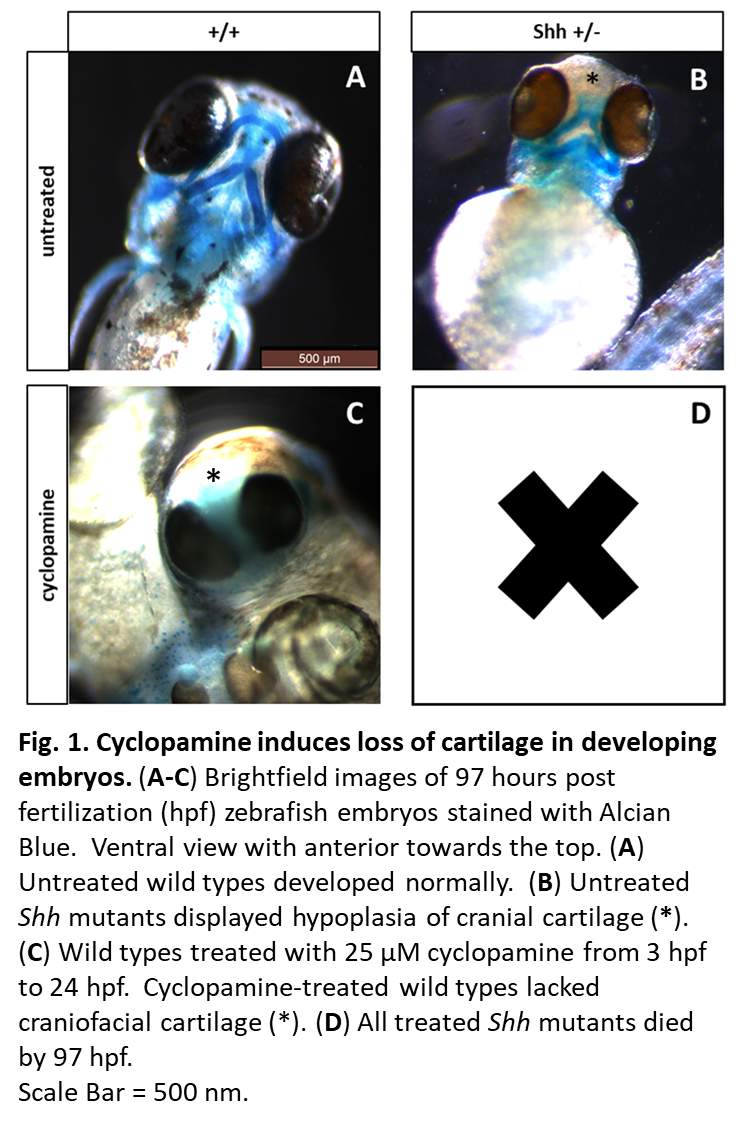 +/+
Shh +/-
untreated
A
*
B
500 µm
cyclopamine
C
*
D
Fig. 1. Cyclopamine induces loss of cartilage in developing
embryos. (A-C) Brightfield images of 97 hours post
fertilization (hpf) zebrafish embryos stained with Alcian
Blue.  Ventral view with anterior towards the top. (A)
Untreated wild types developed normally.  (B) Untreated
Shh mutants displayed hypoplasia of cranial cartilage (*).
(C) Wild types treated with 25 µM cyclopamine from 3 hpf
to 24 hpf.  Cyclopamine-treated wild types lacked
craniofacial cartilage (*). (D) All treated Shh mutants died
by 97 hpf.
Scale Bar = 500 nm.